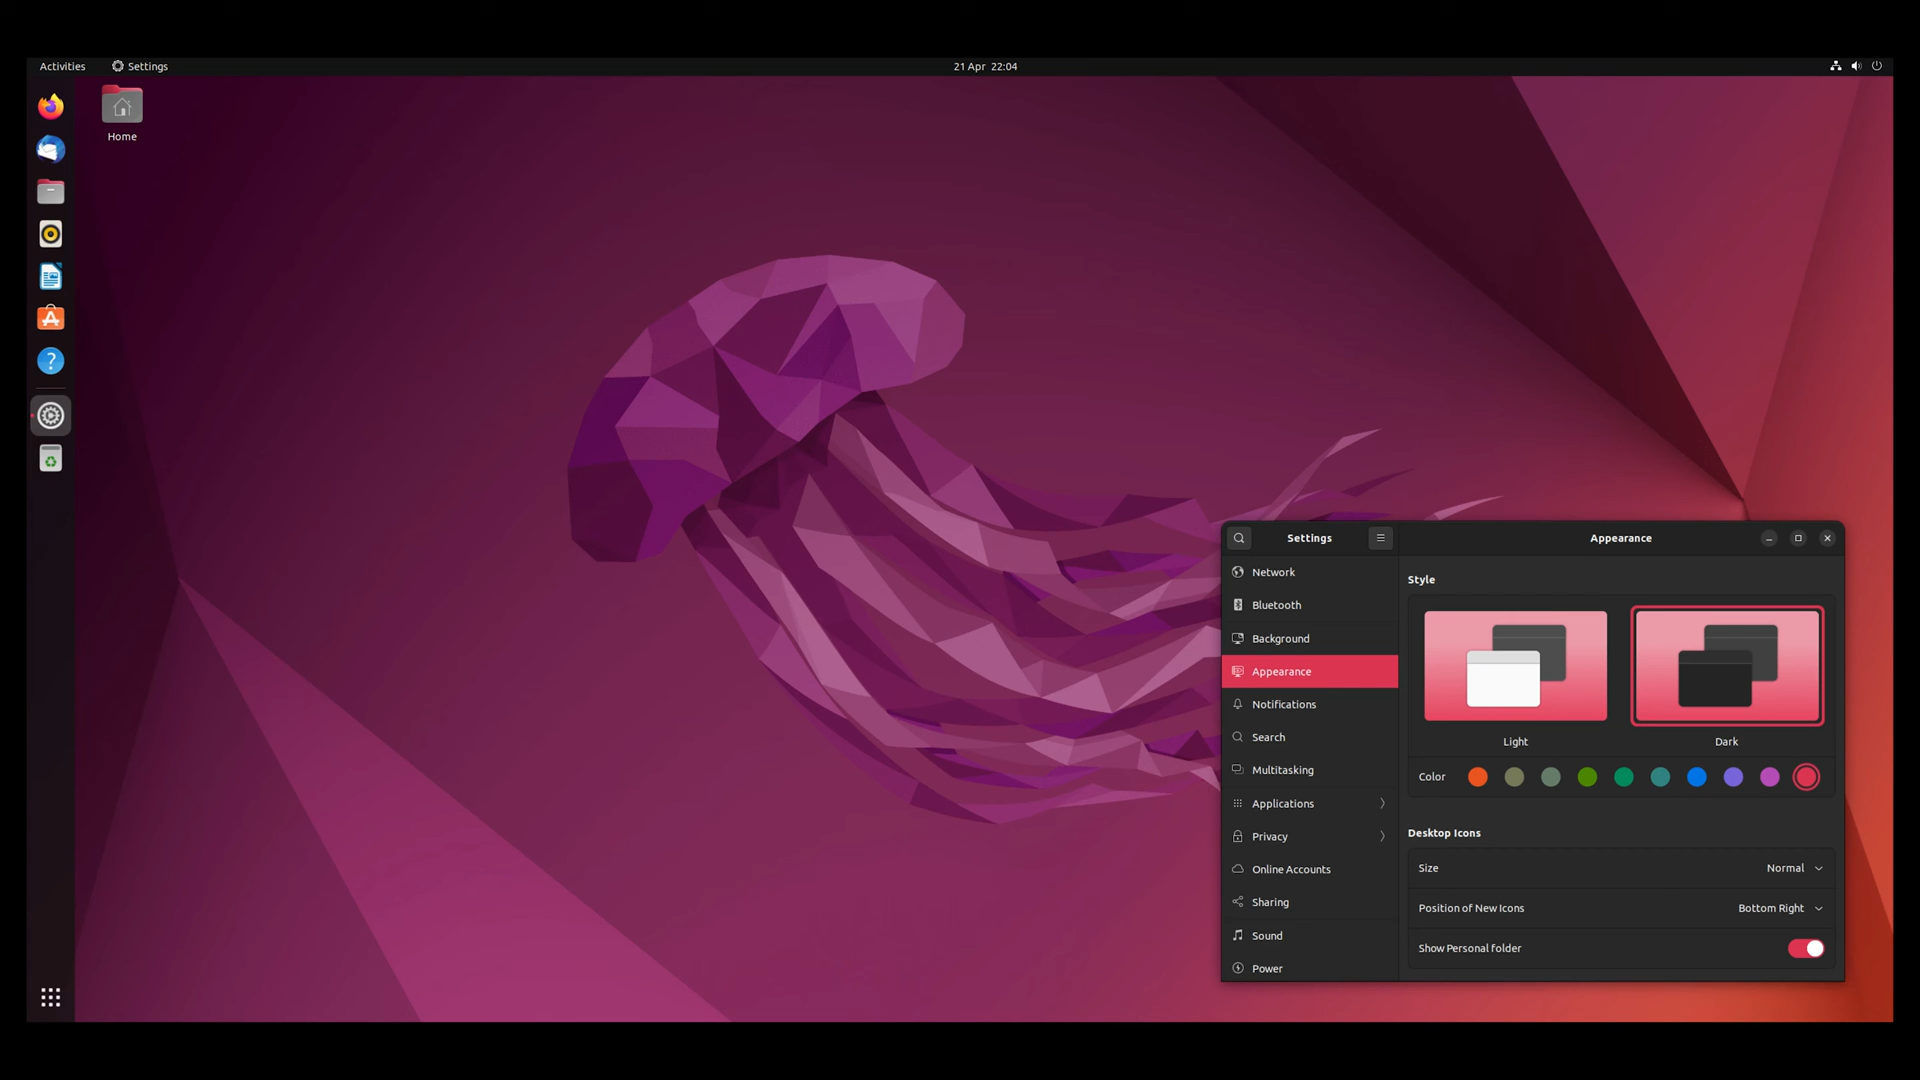 Activities
Settings
21 Apr 22:04
Home
Settings
Appearance
Network
Bluetooth
Background
Appearance
Notifications
Search
Multitasking
Applications
Privacy
Online Accounts
Sharing
Sound
Power
Style
Light
Dark
Color
Desktop Icons
Size
Normal
Position of New Icons
Bottom Right
Show Personal folder